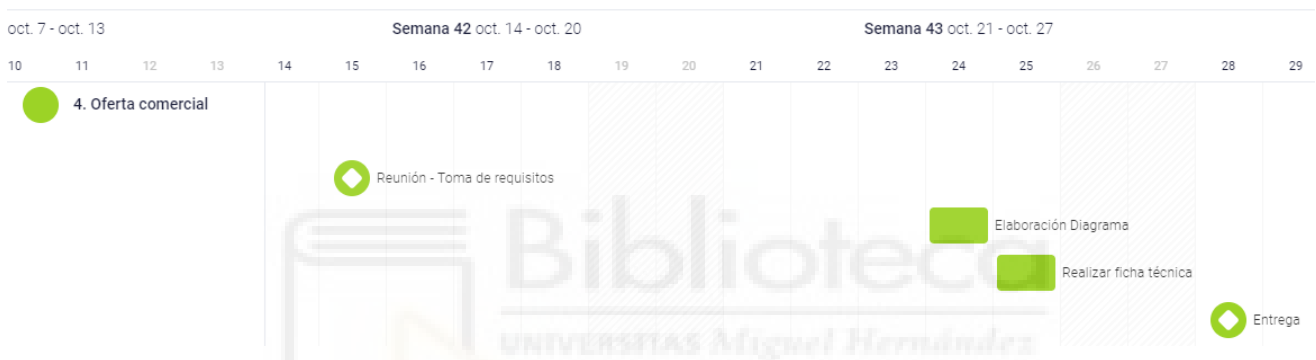 oct. 7 - oct. 13 Semana 42 oct. 14 - oct. 20 Semana 43 oct. 21 - oct. 27
10 11 12 13 14 15 16 17 18 19 20 21 22 23 24 25 26 27 28 29
4. Oferta comercial
Reunión - Toma de requisitos
Biblioteca
Elaboración Diagrama
Realizar ficha técnica
Entrega
UNIVERSITAS Miguel Hernández